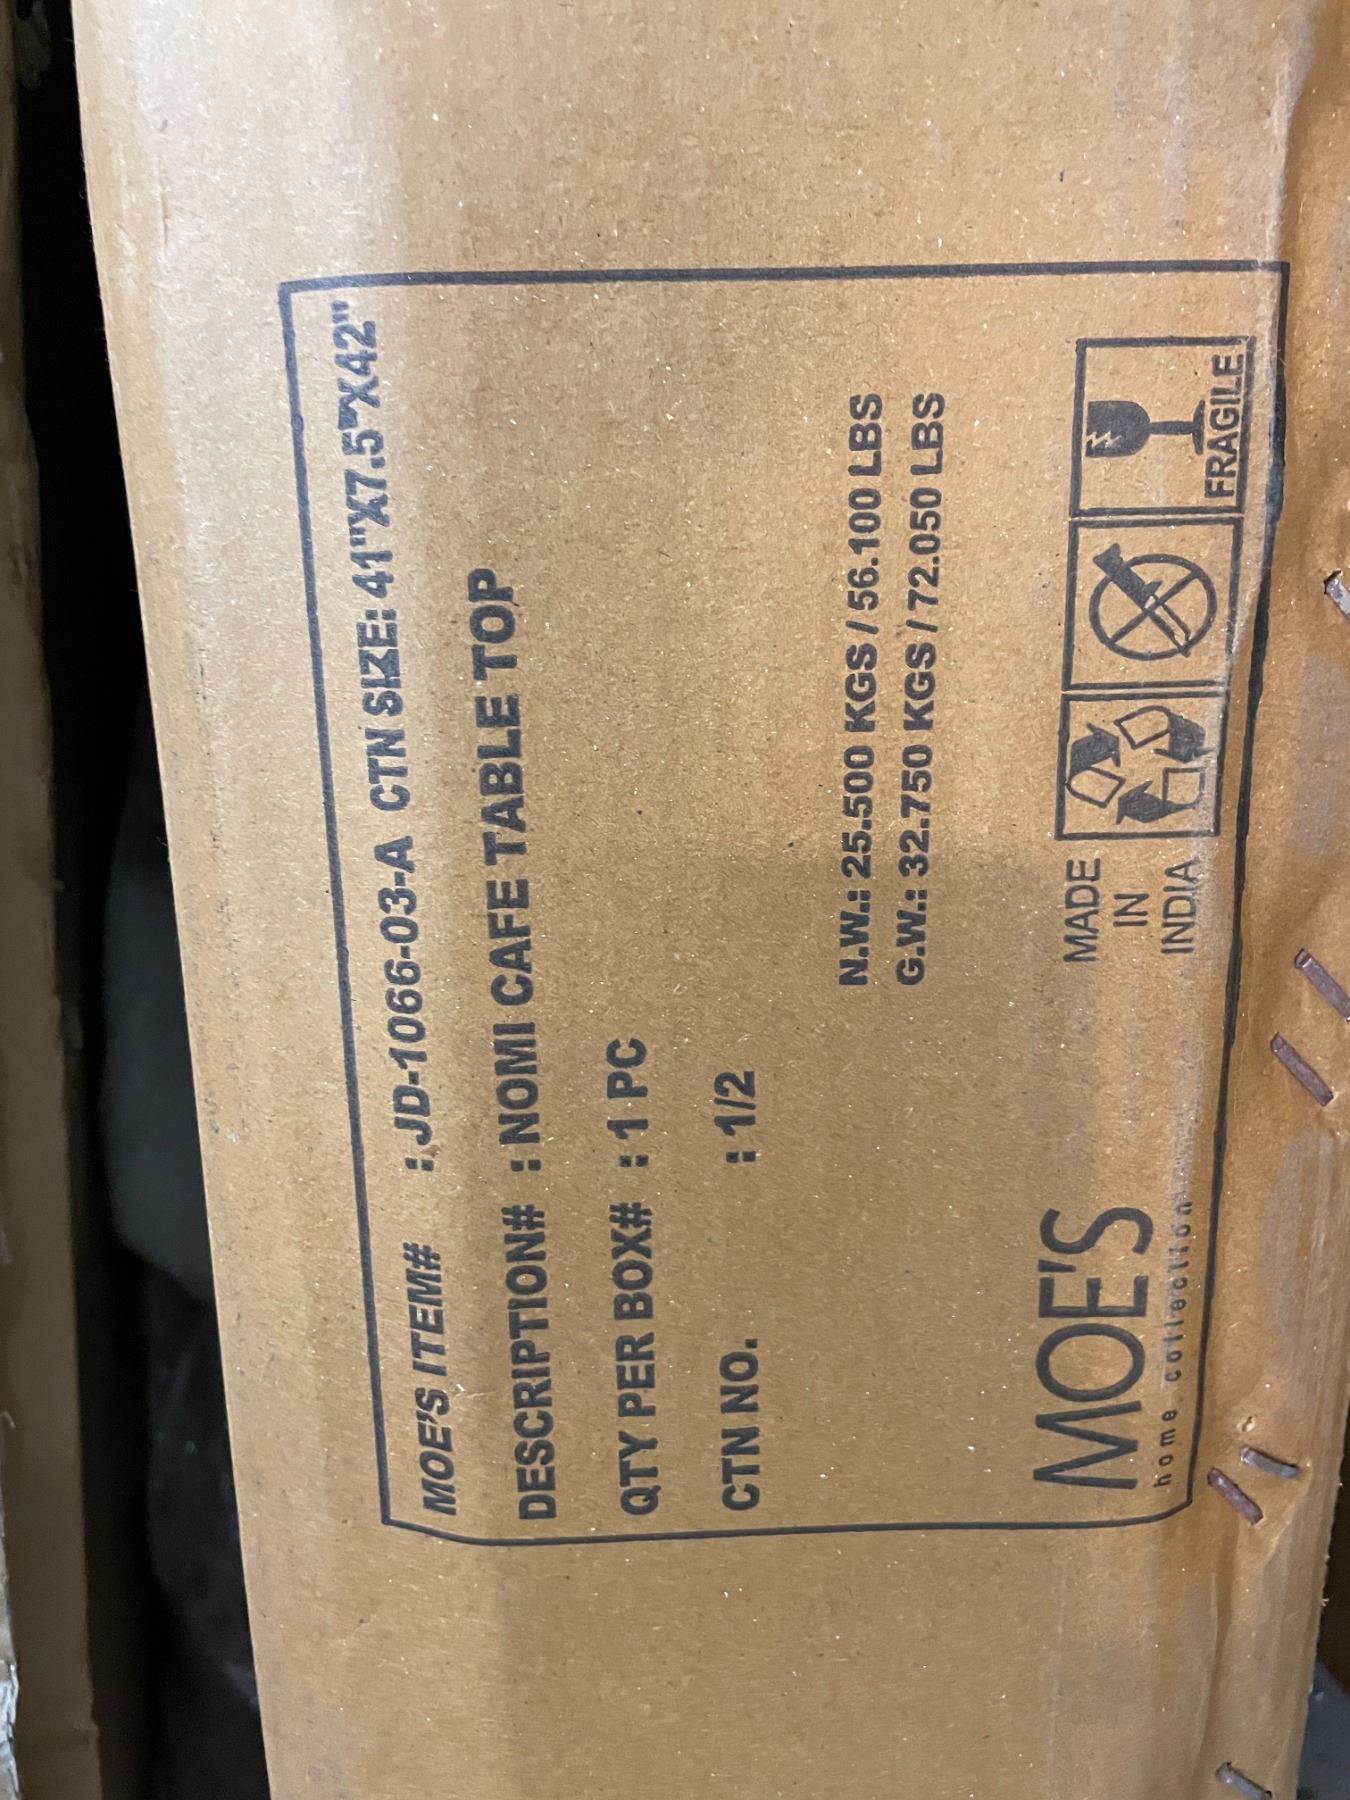 MOE'S ITEM# : JD-1066-03-A CTN SIZE: 41"X7.5"X42"
DESCRIPTION# : NOMI CAFE TABLE TOP
QTY PER BOX# : 1 PC
CTN NO. : 1/2
N.W.: 25.500 KGS / 56.100 LBS
G.W.: 32.750 KGS / 72.050 LBS
MOE'S
home collection
MADE
IN
INDIA
FRAGILE